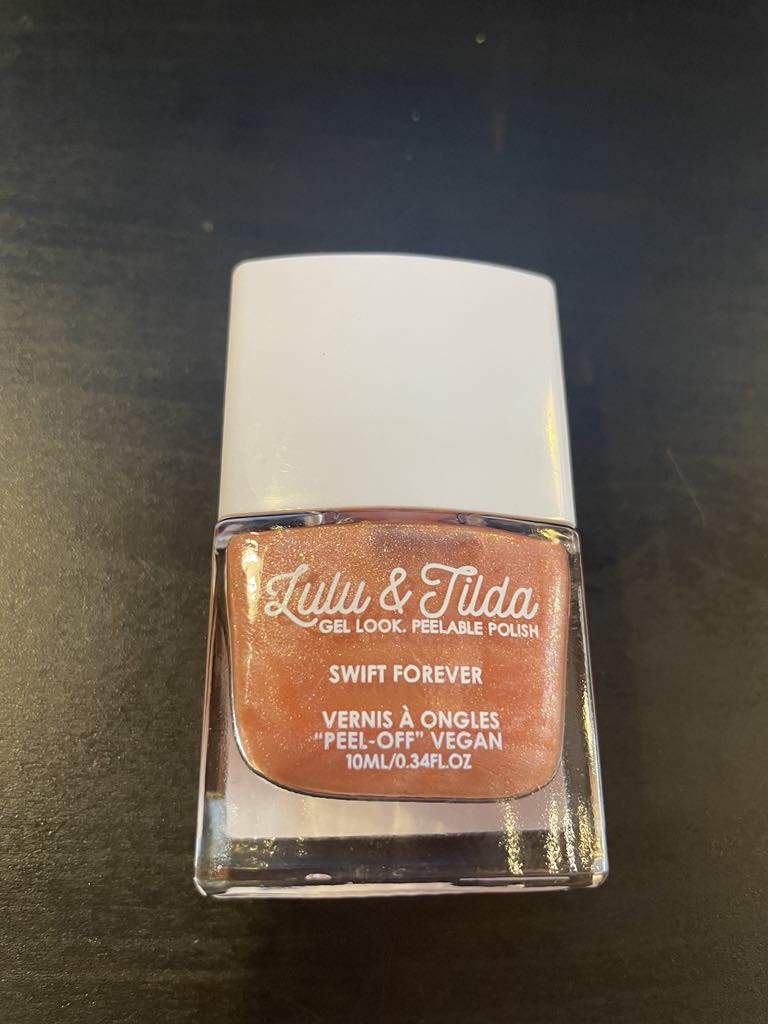 Lulu & Tilda
GEL LOOK. PEELABLE POLISH
SWIFT FOREVER
VERNIS À ONGLES
"PEEL-OFF" VEGAN
10ML/0.34FL.OZ